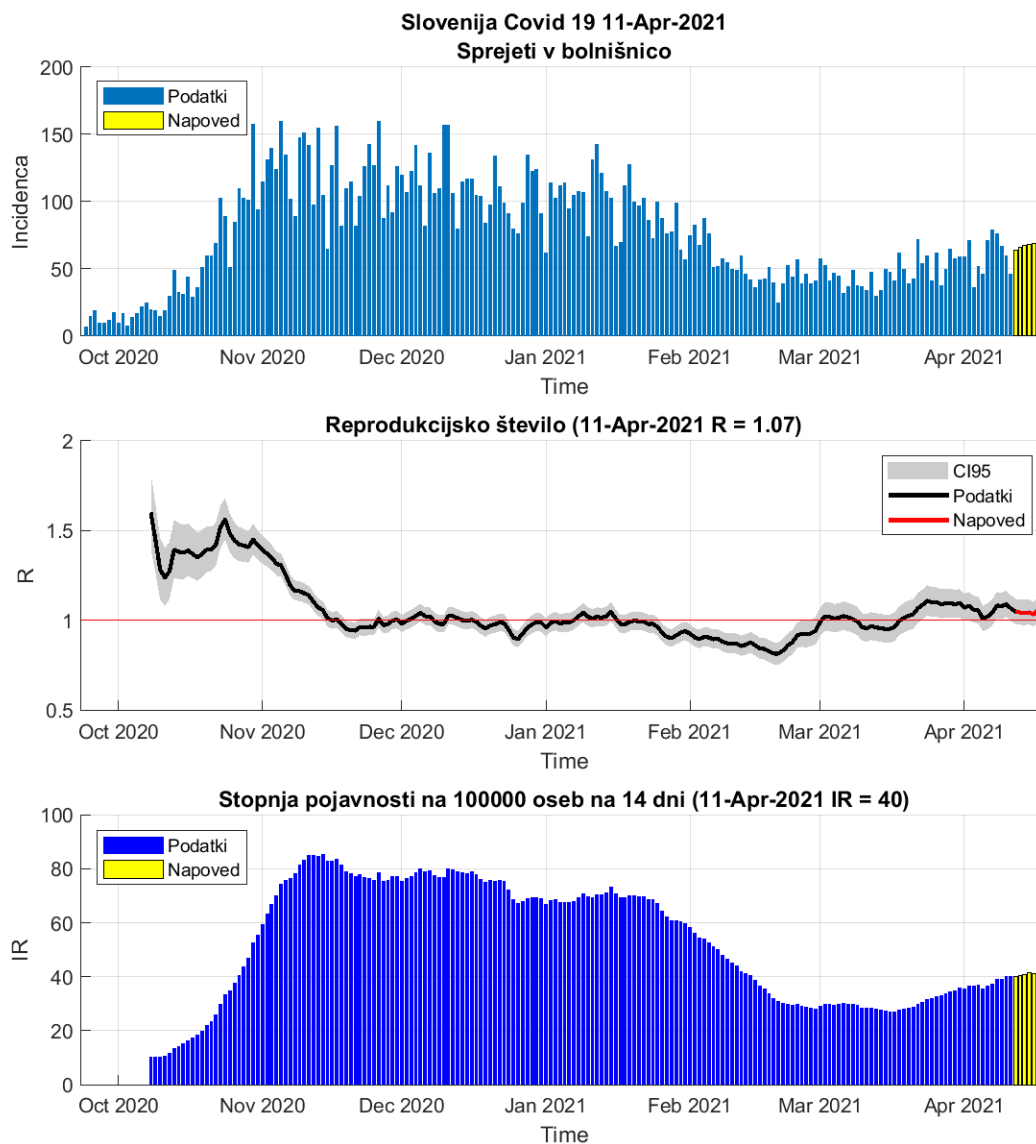 Slovenija Covid 19 11-Apr-2021
Sprejeti v bolnišnico
200
150
100
50
0
Incidenca
Podatki
Napoved
Oct 2020 Nov 2020 Dec 2020 Jan 2021 Feb 2021 Mar 2021 Apr 2021
Time
Reprodukcijsko število (11-Apr-2021 R = 1.07)
2
1.5
1
0.5
R
CI95
Podatki
Napoved
Oct 2020 Nov 2020 Dec 2020 Jan 2021 Feb 2021 Mar 2021 Apr 2021
Time
Stopnja pojavnosti na 100000 oseb na 14 dni (11-Apr-2021 IR = 40)
100
80
60
40
20
0
IR
Podatki
Napoved
Oct 2020 Nov 2020 Dec 2020 Jan 2021 Feb 2021 Mar 2021 Apr 2021
Time